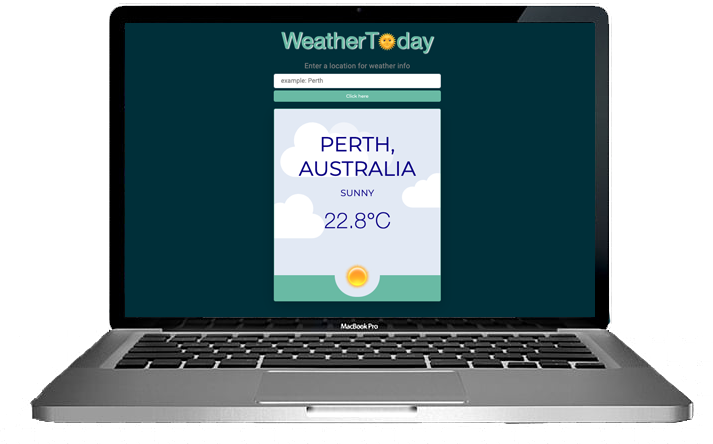 WeatherToday
Enter a location for weather info
example: Perth
Click here
PERTH,
AUSTRALIA
SUNNY
22.8°C
MacBook Pro